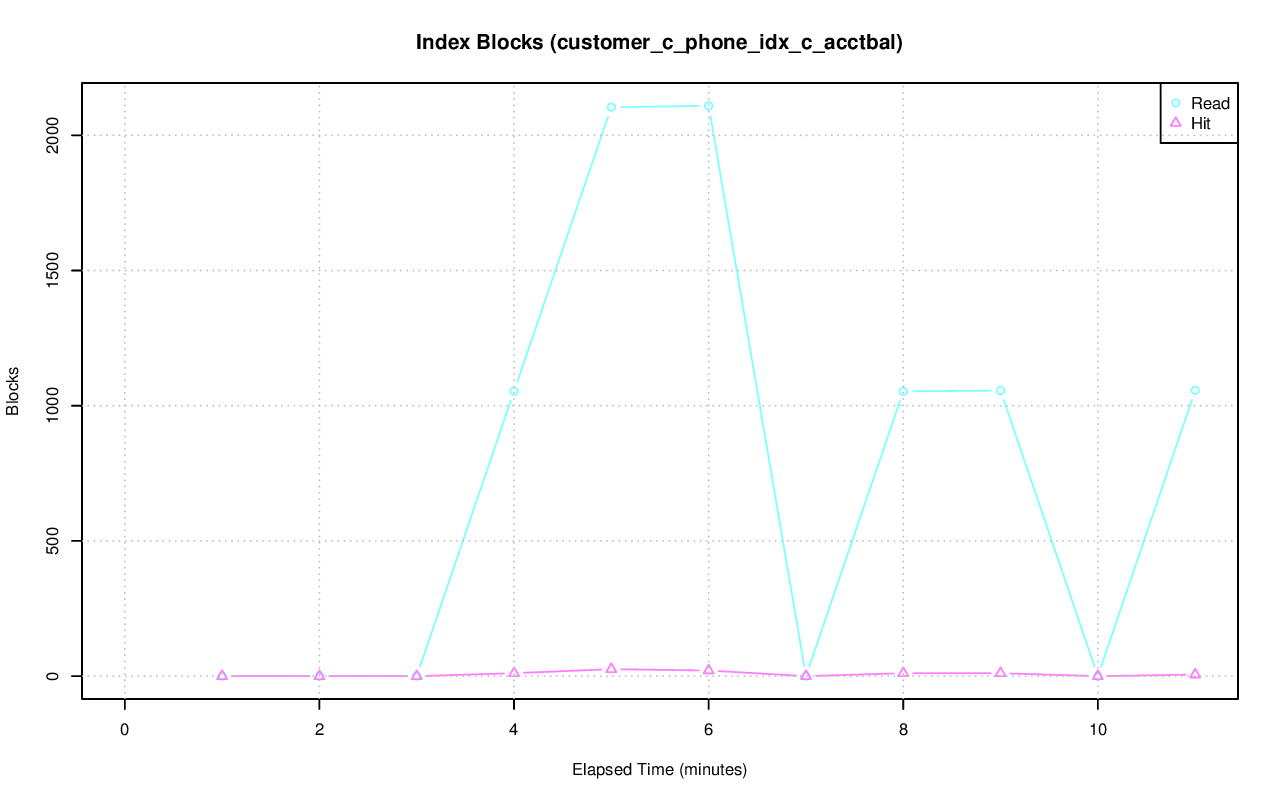 Index Blocks (customer_c_phone_idx_c_acctbal)
Read
Hit
2000
1500
1000
500
0
Blocks
0 2 4 6 8 10
Elapsed Time (minutes)